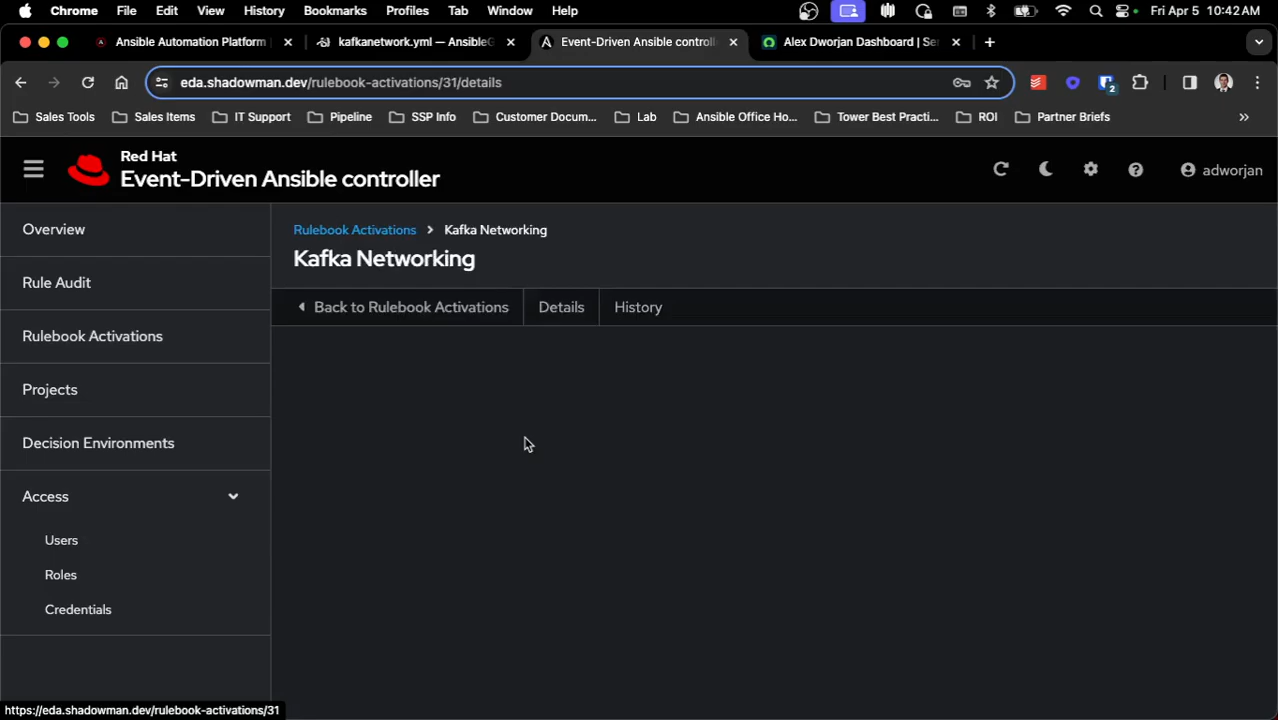 Chrome File Edit View History Bookmarks Profiles Tab Window Help Fri Apr 5 10:42 AM
Ansible Automation Platform kafkanetwork.yml — AnsibleG Event-Driven Ansible controll Alex Dworjan Dashboard | Ser
eda.shadowman.dev/rulebook-activations/31/details 2
Sales Tools Sales Items IT Support Pipeline SSP Info Customer Docum... Lab Ansible Office Ho... Tower Best Practi... ROI Partner Briefs »
Red Hat
Event-Driven Ansible controller
adworjan
Overview
Rule Audit
Rulebook Activations
Projects
Decision Environments
Access
Users
Roles
Credentials
Rulebook Activations > Kafka Networking
Kafka Networking
Back to Rulebook Activations Details History
https://eda.shadowman.dev/rulebook-activations/31